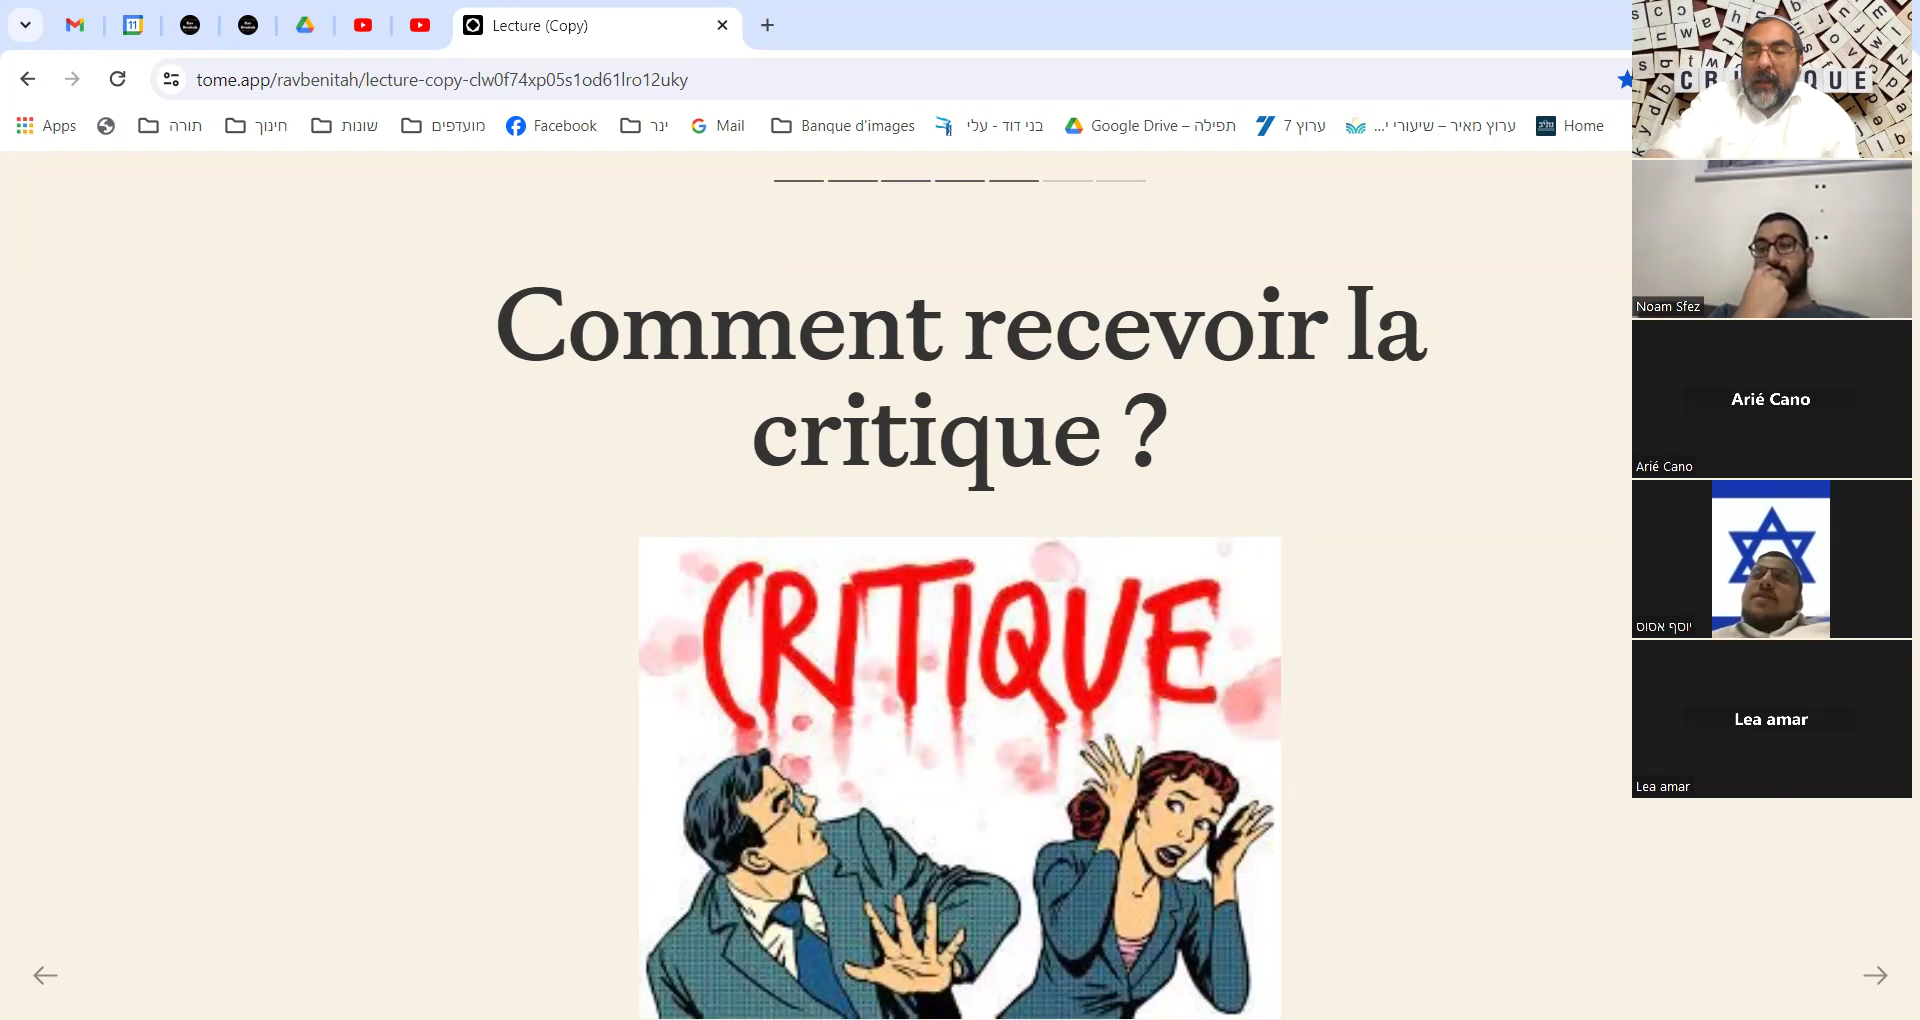 Lecture (Copy)
tome.app/ravbenitah/lecture-copy-clw0f74xp05s1od61lro12uky
Apps
תורה
חינוך
שונות
מועדפים
Facebook
ינר
Mail
Banque d'images
בני דוד - עלי
Google Drive – תפילה
ערוץ 7
ערוץ מאיר – שיעורי י...
Home
Comment recevoir la
critique ?
CRITIQUE
Noam Sfez
Arié Cano
Arié Cano
יוסף אסוס
Lea amar
Lea amar